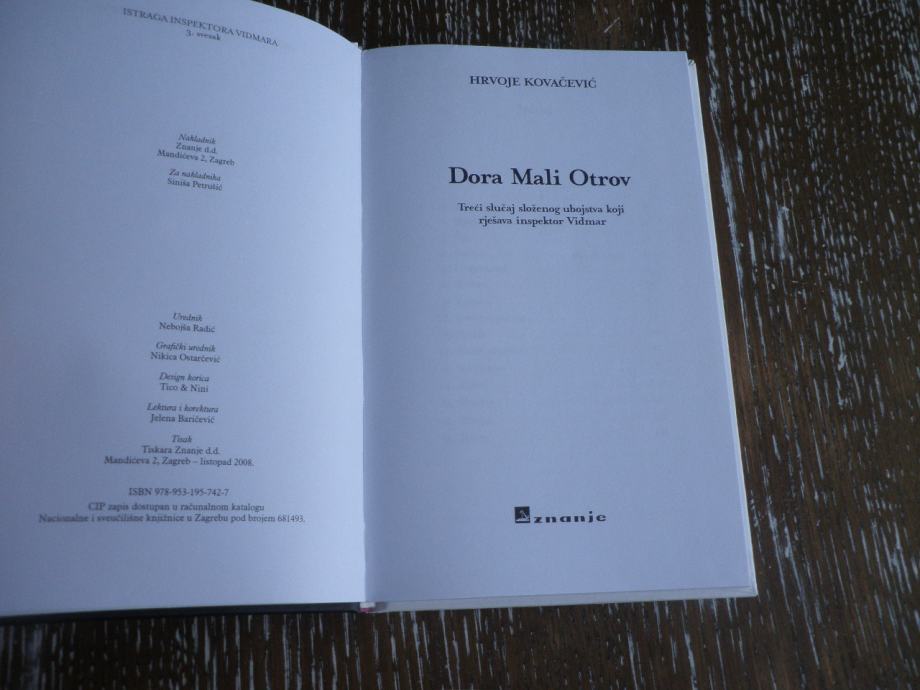 ISTRAGA INSPEKTORA VIDMARA
3. svezak
Nakladnik
Znanje d.d.
Mandićeva 2, Zagreb
Za nakladnika
Siniša Petrušić
Urednik
Nebojša Radić
Grafički urednik
Nikica Ostarčević
Design korica
Tico & Nini
Lektura i korektura
Jelena Baričević
Tisak
Tiskara Znanje d.d.
Mandićeva 2, Zagreb – listopad 2008.
ISBN 978-953-195-742-7
CIP zapis dostupan u računalnom katalogu
Nacionalne i sveučilišne knjižnice u Zagrebu pod brojem 681493.
HRVOJE KOVAČEVIĆ
Dora Mali Otrov
Treći slučaj složenog ubojstva koji
rješava inspektor Vidmar
znanje